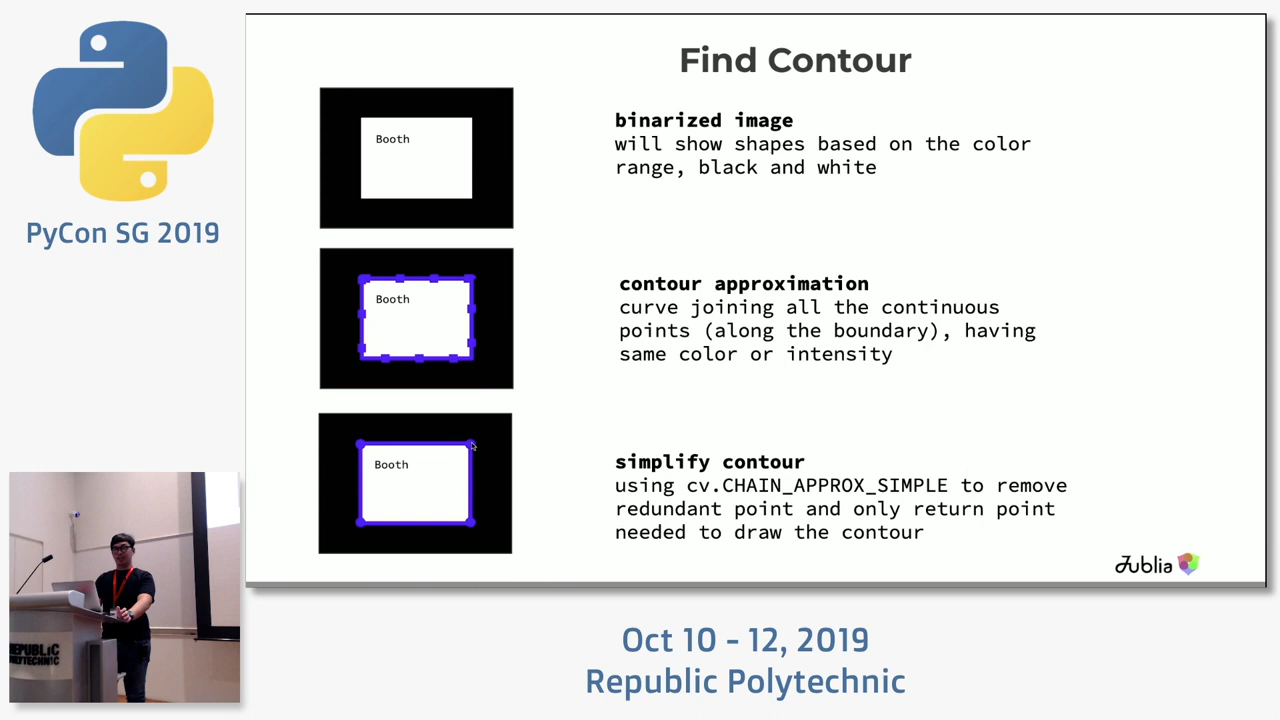 Find Contour
Booth
binarized image
will show shapes based on the color
range, black and white
Booth
contour approximation
curve joining all the continuous
points (along the boundary), having
same color or intensity
Booth
simplify contour
using cv.CHAIN_APPROX_SIMPLE to remove
redundant point and only return point
needed to draw the contour
Jublia
PyCon SG 2019
REPUBLIC
POLYTECHNIC
Oct 10 - 12, 2019
Republic Polytechnic